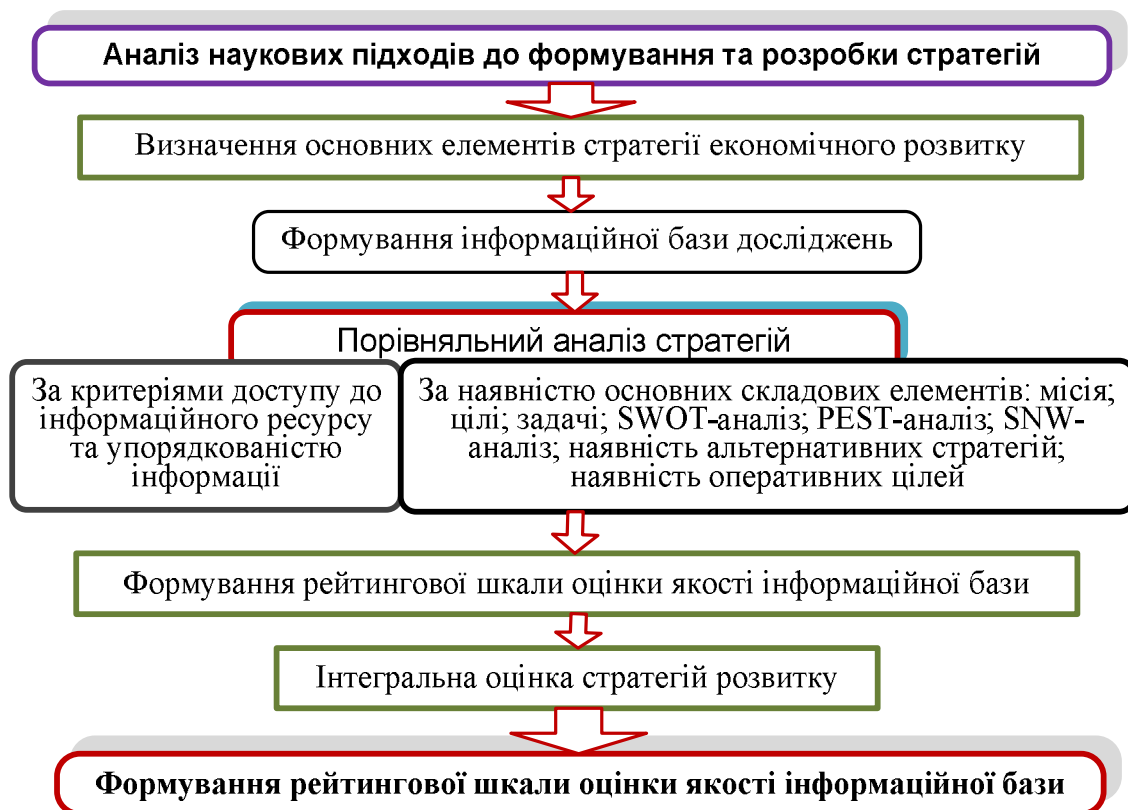 Аналіз наукових підходів до формування та розробки стратегій
Визначення основних елементів стратегії економічного розвитку
Формування інформаційної бази досліджень
Порівняльний аналіз стратегій
За критеріями доступу до
інформаційного ресурсу
та упорядкованістю
інформації
За наявністю основних складових елементів: місія;
цілі; задачі; SWOT-аналіз; PEST-аналіз; SNW-
аналіз; наявність альтернативних стратегій;
наявність оперативних цілей
Формування рейтингової шкали оцінки якості інформаційної бази
Інтегральна оцінка стратегій розвитку
Формування рейтингової шкали оцінки якості інформаційної бази